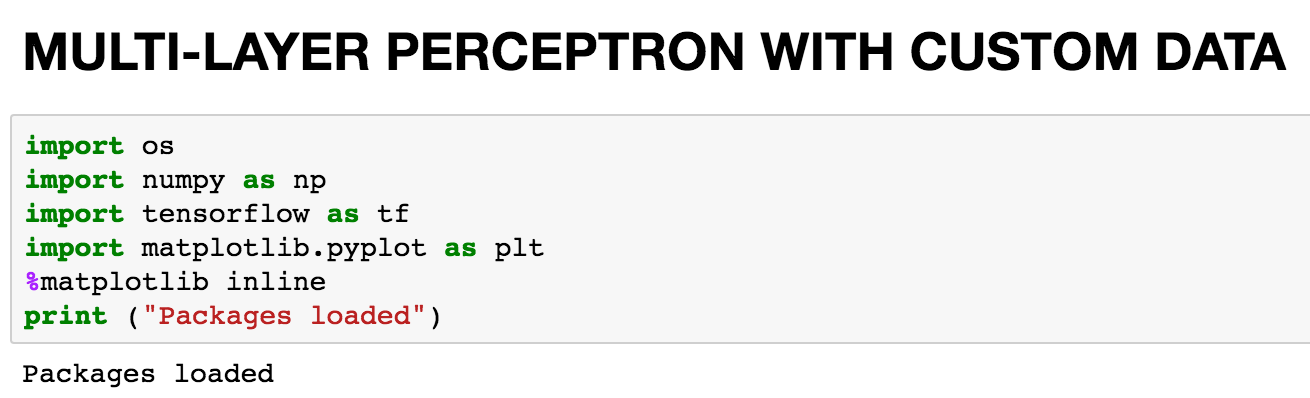 MULTI-LAYER PERCEPTRON WITH CUSTOM DATA
import os
import numpy as np
import tensorflow as tf
import matplotlib.pyplot as plt
%matplotlib inline
print ("Packages loaded")
Packages loaded